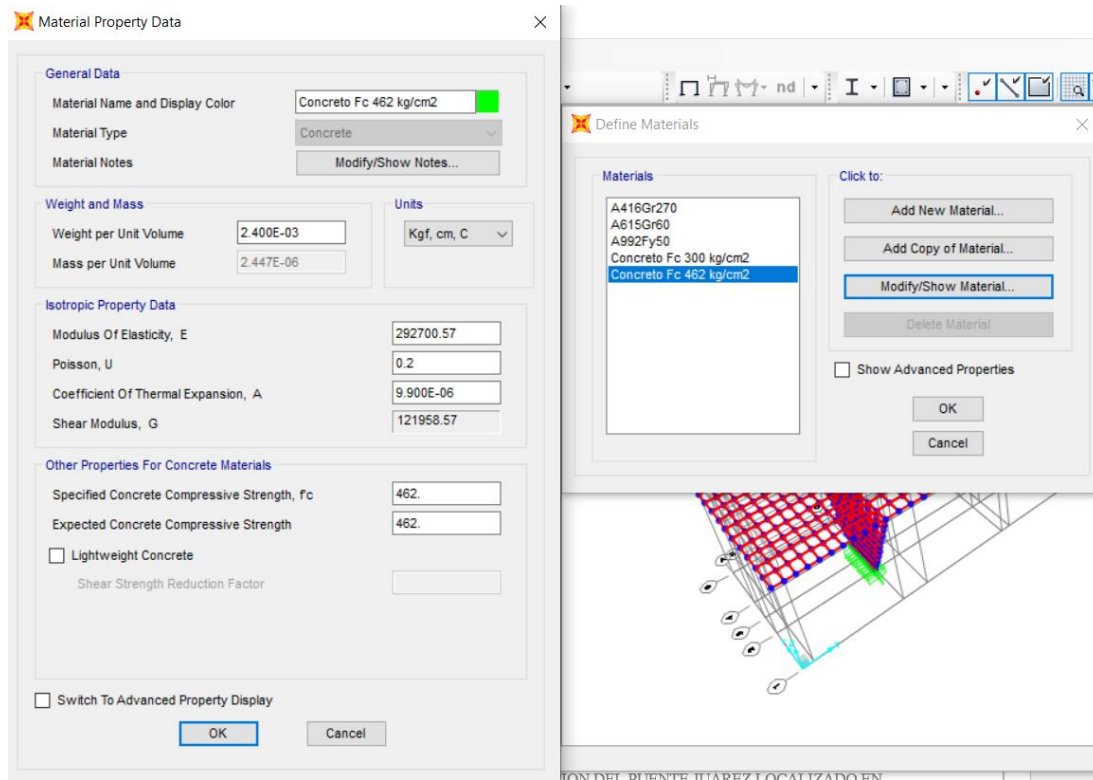 Material Property Data
General Data
Material Name and Display Color Concreto Fc 462 kg/cm2
Material Type Concrete
Material Notes Modify/Show Notes...
Weight and Mass
Weight per Unit Volume 2.400E-03
Mass per Unit Volume 2.447E-06
Units
Kgf, cm, C
Isotropic Property Data
Modulus Of Elasticity, E 292700.57
Poisson, U 0.2
Coefficient Of Thermal Expansion, A 9.900E-06
Shear Modulus, G 121958.57
Other Properties For Concrete Materials
Specified Concrete Compressive Strength, f'c 462.
Expected Concrete Compressive Strength 462.
Lightweight Concrete
Shear Strength Reduction Factor
Switch To Advanced Property Display
OK Cancel
nd
Define Materials
Materials
A416Gr270
A615Gr60
A992Fy50
Concreto Fc 300 kg/cm2
Concreto Fc 462 kg/cm2
Click to:
Add New Material...
Add Copy of Material...
Modify/Show Material...
Delete Material
Show Advanced Properties
OK
Cancel
DEL PUENTE JUÁREZ LOCALIZADO EN